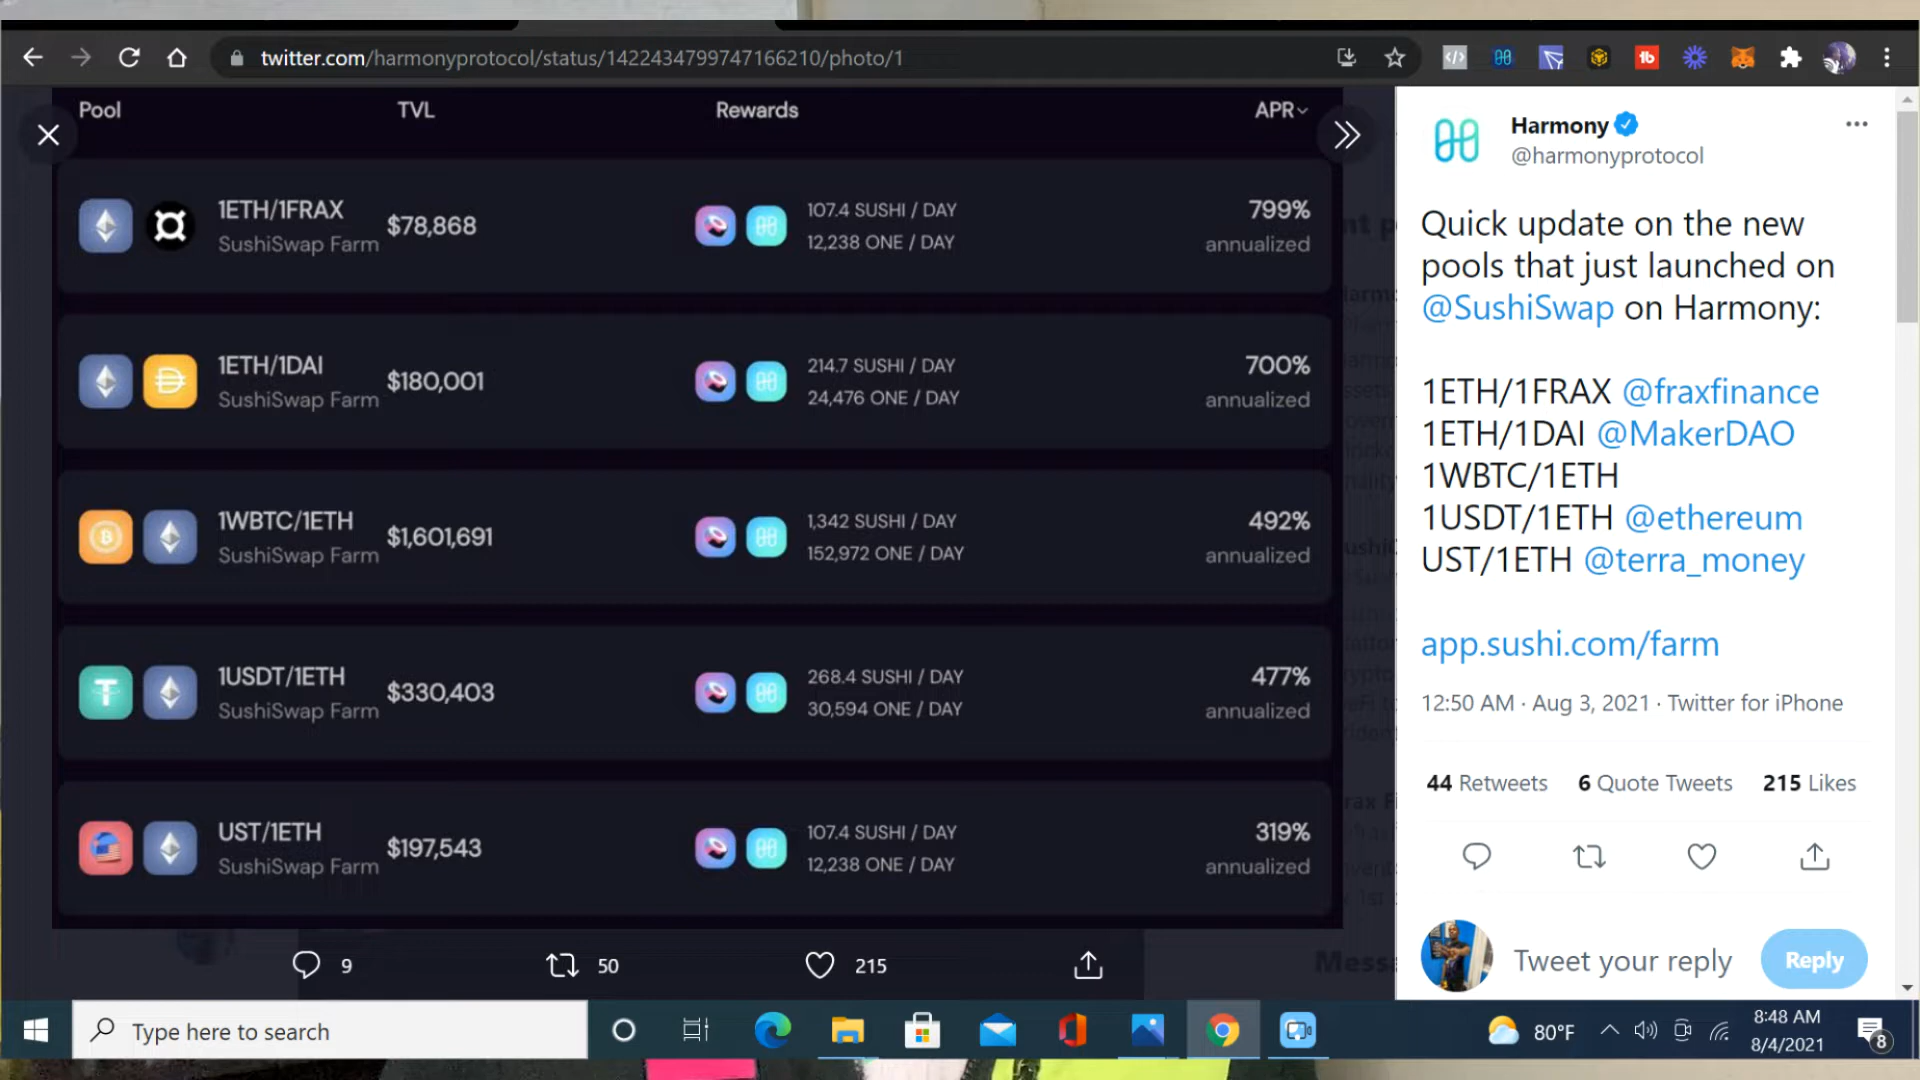 twitter.com/harmonyprotocol/status/1422434799747166210/photo/1
Pool TVL Rewards APR
1ETH/1FRAX
SushiSwap Farm
$78,868
107.4 SUSHI / DAY
12,238 ONE / DAY
799%
annualized
1ETH/1DAI
SushiSwap Farm
$180,001
214.7 SUSHI / DAY
24,476 ONE / DAY
700%
annualized
1WBTC/1ETH
SushiSwap Farm
$1,601,691
1,342 SUSHI / DAY
152,972 ONE / DAY
492%
annualized
1USDT/1ETH
SushiSwap Farm
$330,403
268.4 SUSHI / DAY
30,594 ONE / DAY
477%
annualized
UST/1ETH
SushiSwap Farm
$197,543
107.4 SUSHI / DAY
12,238 ONE / DAY
319%
annualized
9 50 215
Harmony
@harmonyprotocol
Quick update on the new
pools that just launched on
@SushiSwap on Harmony:
1ETH/1FRAX @fraxfinance
1ETH/1DAI @MakerDAO
1WBTC/1ETH
1USDT/1ETH @ethereum
UST/1ETH @terra_money
app.sushi.com/farm
12:50 AM · Aug 3, 2021 · Twitter for iPhone
44 Retweets 6 Quote Tweets 215 Likes
Tweet your reply
Reply
Type here to search
80°F
8:48 AM
8/4/2021
8